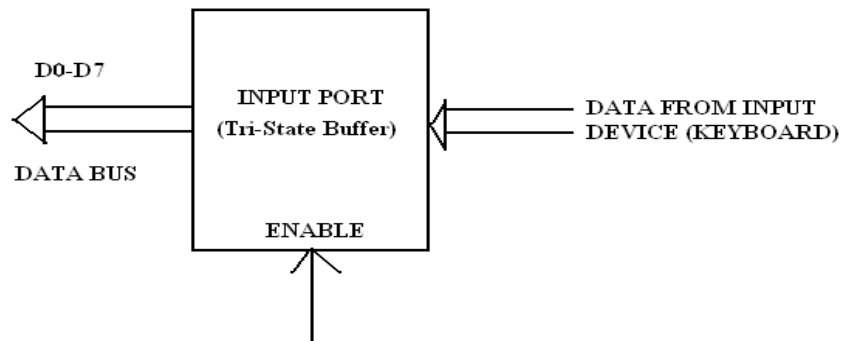 D0-D7
DATA BUS
INPUT PORT
(Tri-State Buffer)
ENABLE
DATA FROM INPUT
DEVICE (KEYBOARD)